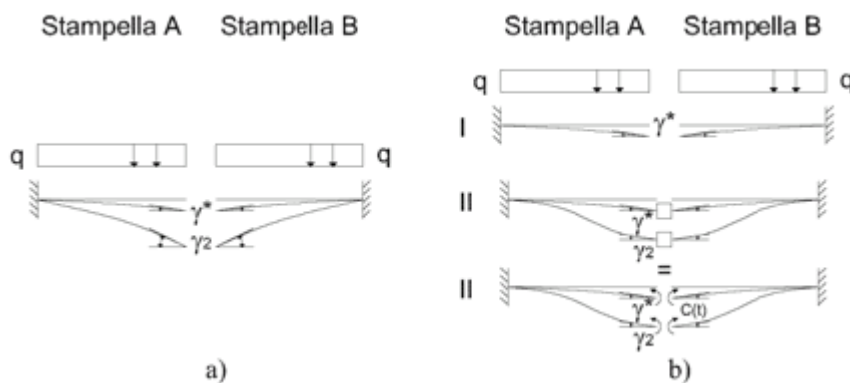 Stampella A Stampella B
q q
γ*
γ2
a)
Stampella A Stampella B
q q
I γ*
II
γ*
γ2
=
II
γ* C(t)
γ2
b)